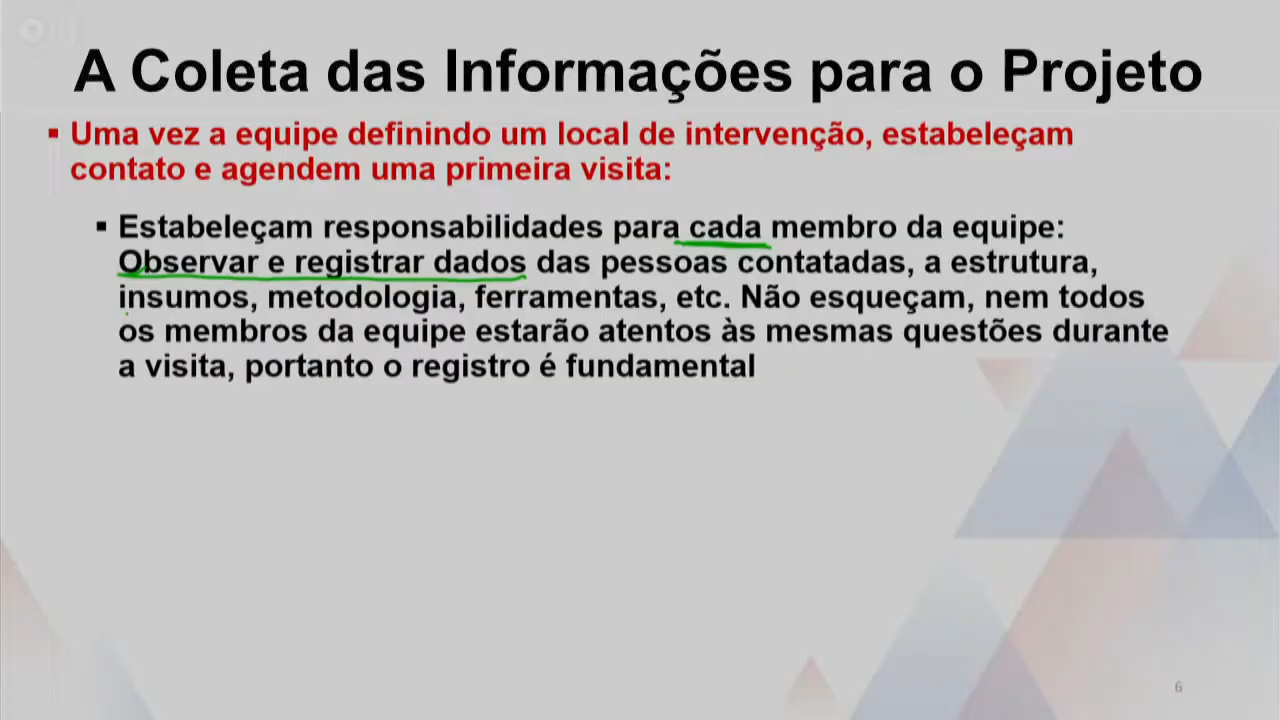 A Coleta das Informações para o Projeto
▪ Uma vez a equipe definindo um local de intervenção, estabeleçam
contato e agendem uma primeira visita:
▪ Estabeleçam responsabilidades para cada membro da equipe:
Observar e registrar dados das pessoas contatadas, a estrutura,
insumos, metodologia, ferramentas, etc. Não esqueçam, nem todos
os membros da equipe estarão atentos às mesmas questões durante
a visita, portanto o registro é fundamental
6